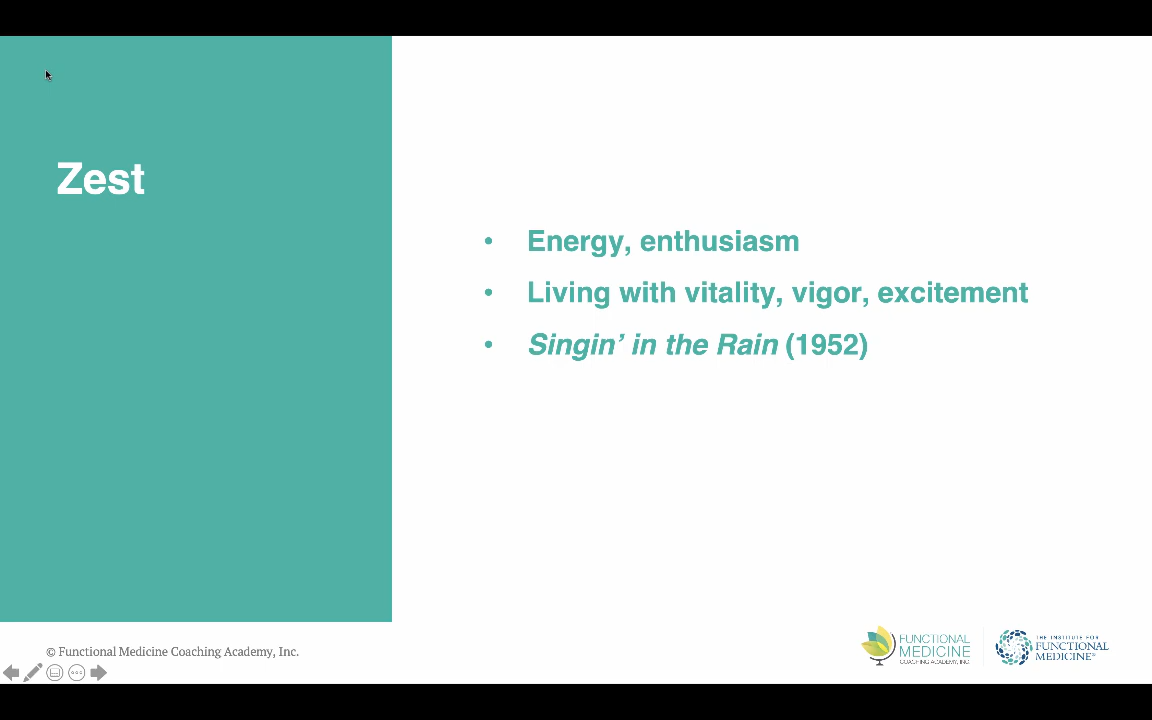 Zest
• Energy, enthusiasm
• Living with vitality, vigor, excitement
• Singin’ in the Rain (1952)
© Functional Medicine Coaching Academy, Inc.
FUNCTIONAL
MEDICINE
COACHING ACADEMY, INC.
THE INSTITUTE FOR
FUNCTIONAL
MEDICINE™